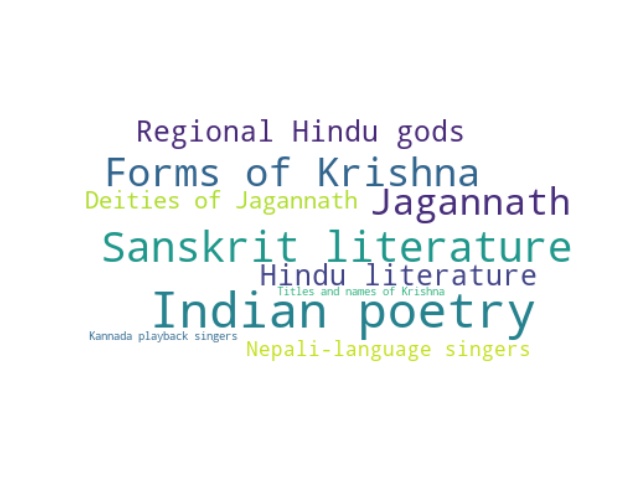 Regional Hindu gods
Forms of Krishna
Deities of Jagannath
Jagannath
Sanskrit literature
Hindu literature
Titles and names of Krishna
Indian poetry
Kannada playback singers
Nepali-language singers